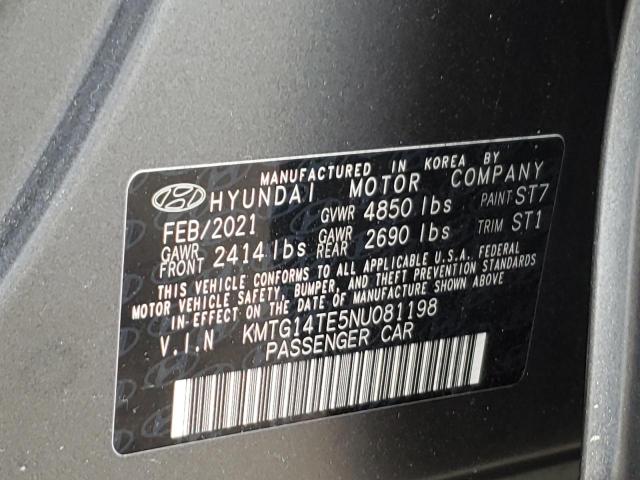 MANUFACTURED IN KOREA BY
HYUNDAI MOTOR COMPANY
FEB/2021 GVWR 4850 lbs PAINT ST7
GAWR FRONT 2414 lbs GAWR REAR 2690 lbs TRIM ST1
THIS VEHICLE CONFORMS TO ALL APPLICABLE U.S.A. FEDERAL
MOTOR VEHICLE SAFETY, BUMPER, AND THEFT PREVENTION STANDARDS
IN-EFFECT ON THE DATE OF MANUFACTURE SHOWN ABOVE
V.I.N KMTG14TE5NU081198
PASSENGER CAR